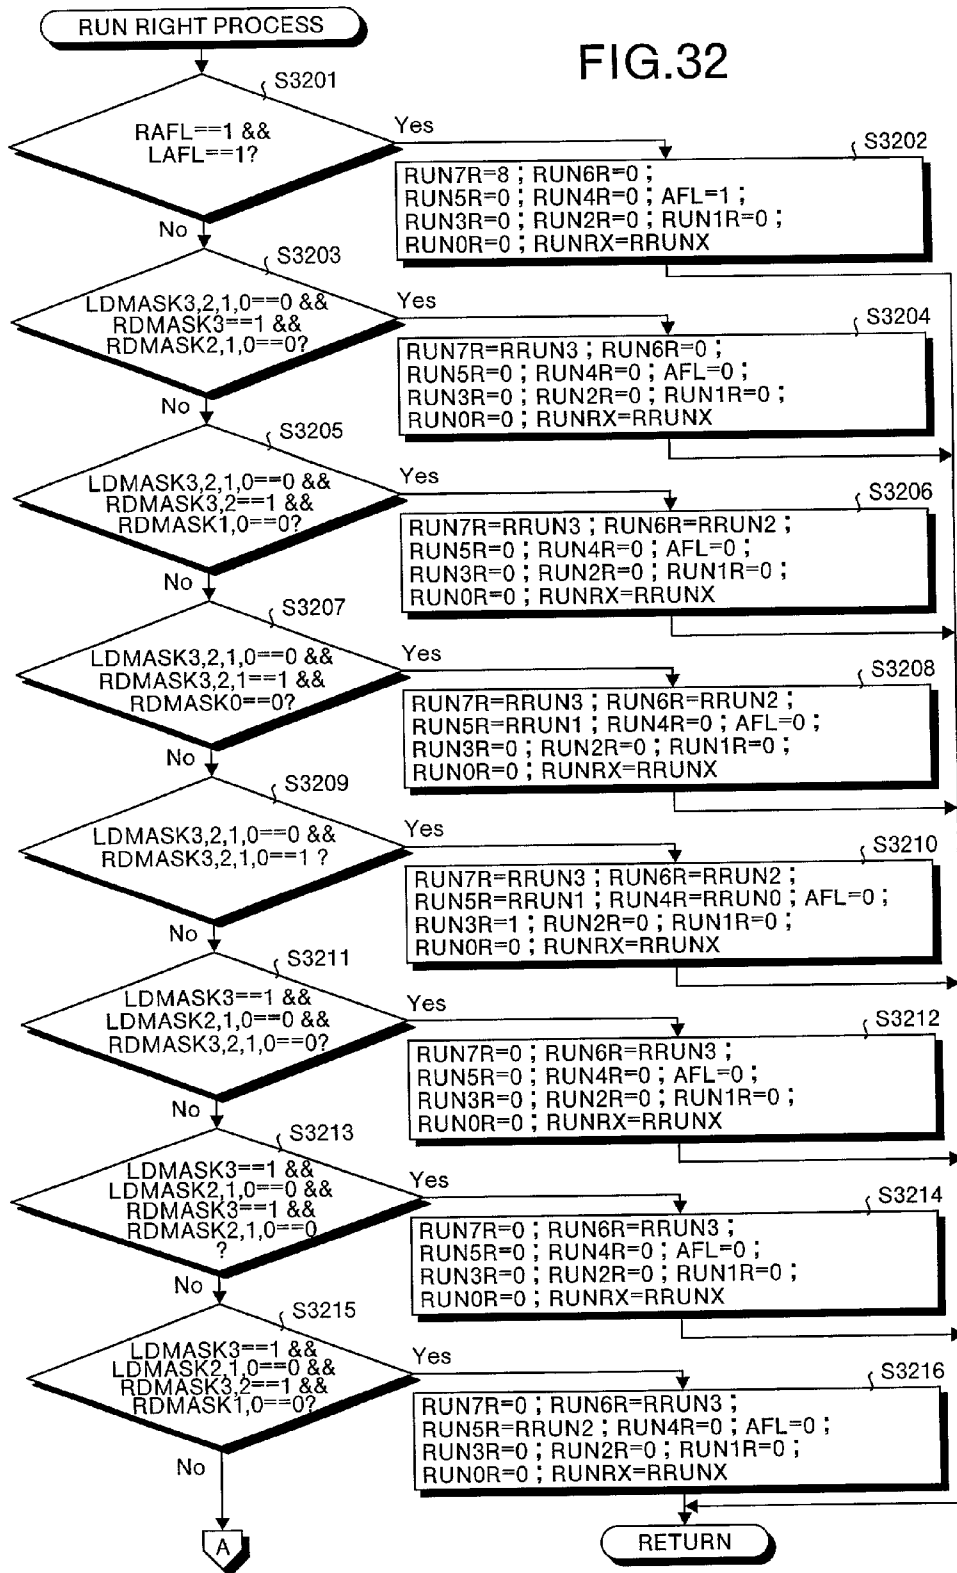 RUN RIGHT PROCESS
FIG.32
S3201
RAFL==1 &&
LAFL==1?
Yes
No
S3202
RUN7R=8 ; RUN6R=0 ;
RUN5R=0 ; RUN4R=0 ; AFL=1 ;
RUN3R=0 ; RUN2R=0 ; RUN1R=0 ;
RUN0R=0 ; RUNRX=RRUNX
S3203
LDMASK3,2,1,0==0 &&
RDMASK3==1 &&
RDMASK2,1,0==0?
Yes
No
S3204
RUN7R=RRUN3 ; RUN6R=0 ;
RUN5R=0 ; RUN4R=0 ; AFL=0 ;
RUN3R=0 ; RUN2R=0 ; RUN1R=0 ;
RUN0R=0 ; RUNRX=RRUNX
S3205
LDMASK3,2,1,0==0 &&
RDMASK3,2==1 &&
RDMASK1,0==0?
Yes
No
S3206
RUN7R=RRUN3 ; RUN6R=RRUN2 ;
RUN5R=0 ; RUN4R=0 ; AFL=0 ;
RUN3R=0 ; RUN2R=0 ; RUN1R=0 ;
RUN0R=0 ; RUNRX=RRUNX
S3207
LDMASK3,2,1,0==0 &&
RDMASK3,2,1==1 &&
RDMASK0==0?
Yes
No
S3208
RUN7R=RRUN3 ; RUN6R=RRUN2 ;
RUN5R=RRUN1 ; RUN4R=0 ; AFL=0 ;
RUN3R=0 ; RUN2R=0 ; RUN1R=0 ;
RUN0R=0 ; RUNRX=RRUNX
S3209
LDMASK3,2,1,0==0 &&
RDMASK3,2,1,0==1 ?
Yes
No
S3210
RUN7R=RRUN3 ; RUN6R=RRUN2 ;
RUN5R=RRUN1 ; RUN4R=RRUN0 ; AFL=0 ;
RUN3R=1 ; RUN2R=0 ; RUN1R=0 ;
RUN0R=0 ; RUNRX=RRUNX
S3211
LDMASK3==1 &&
LDMASK2,1,0==0 &&
RDMASK3,2,1,0==0?
Yes
No
S3212
RUN7R=0 ; RUN6R=RRUN3 ;
RUN5R=0 ; RUN4R=0 ; AFL=0 ;
RUN3R=0 ; RUN2R=0 ; RUN1R=0 ;
RUN0R=0 ; RUNRX=RRUNX
S3213
LDMASK3==1 &&
LDMASK2,1,0==0 &&
RDMASK3==1 &&
RDMASK2,1,0==0
?
Yes
No
S3214
RUN7R=0 ; RUN6R=RRUN3 ;
RUN5R=0 ; RUN4R=0 ; AFL=0 ;
RUN3R=0 ; RUN2R=0 ; RUN1R=0 ;
RUN0R=0 ; RUNRX=RRUNX
S3215
LDMASK3==1 &&
LDMASK2,1,0==0 &&
RDMASK3,2==1 &&
RDMASK1,0==0?
Yes
No
S3216
RUN7R=0 ; RUN6R=RRUN3 ;
RUN5R=RRUN2 ; RUN4R=0 ; AFL=0 ;
RUN3R=0 ; RUN2R=0 ; RUN1R=0 ;
RUN0R=0 ; RUNRX=RRUNX
A
RETURN